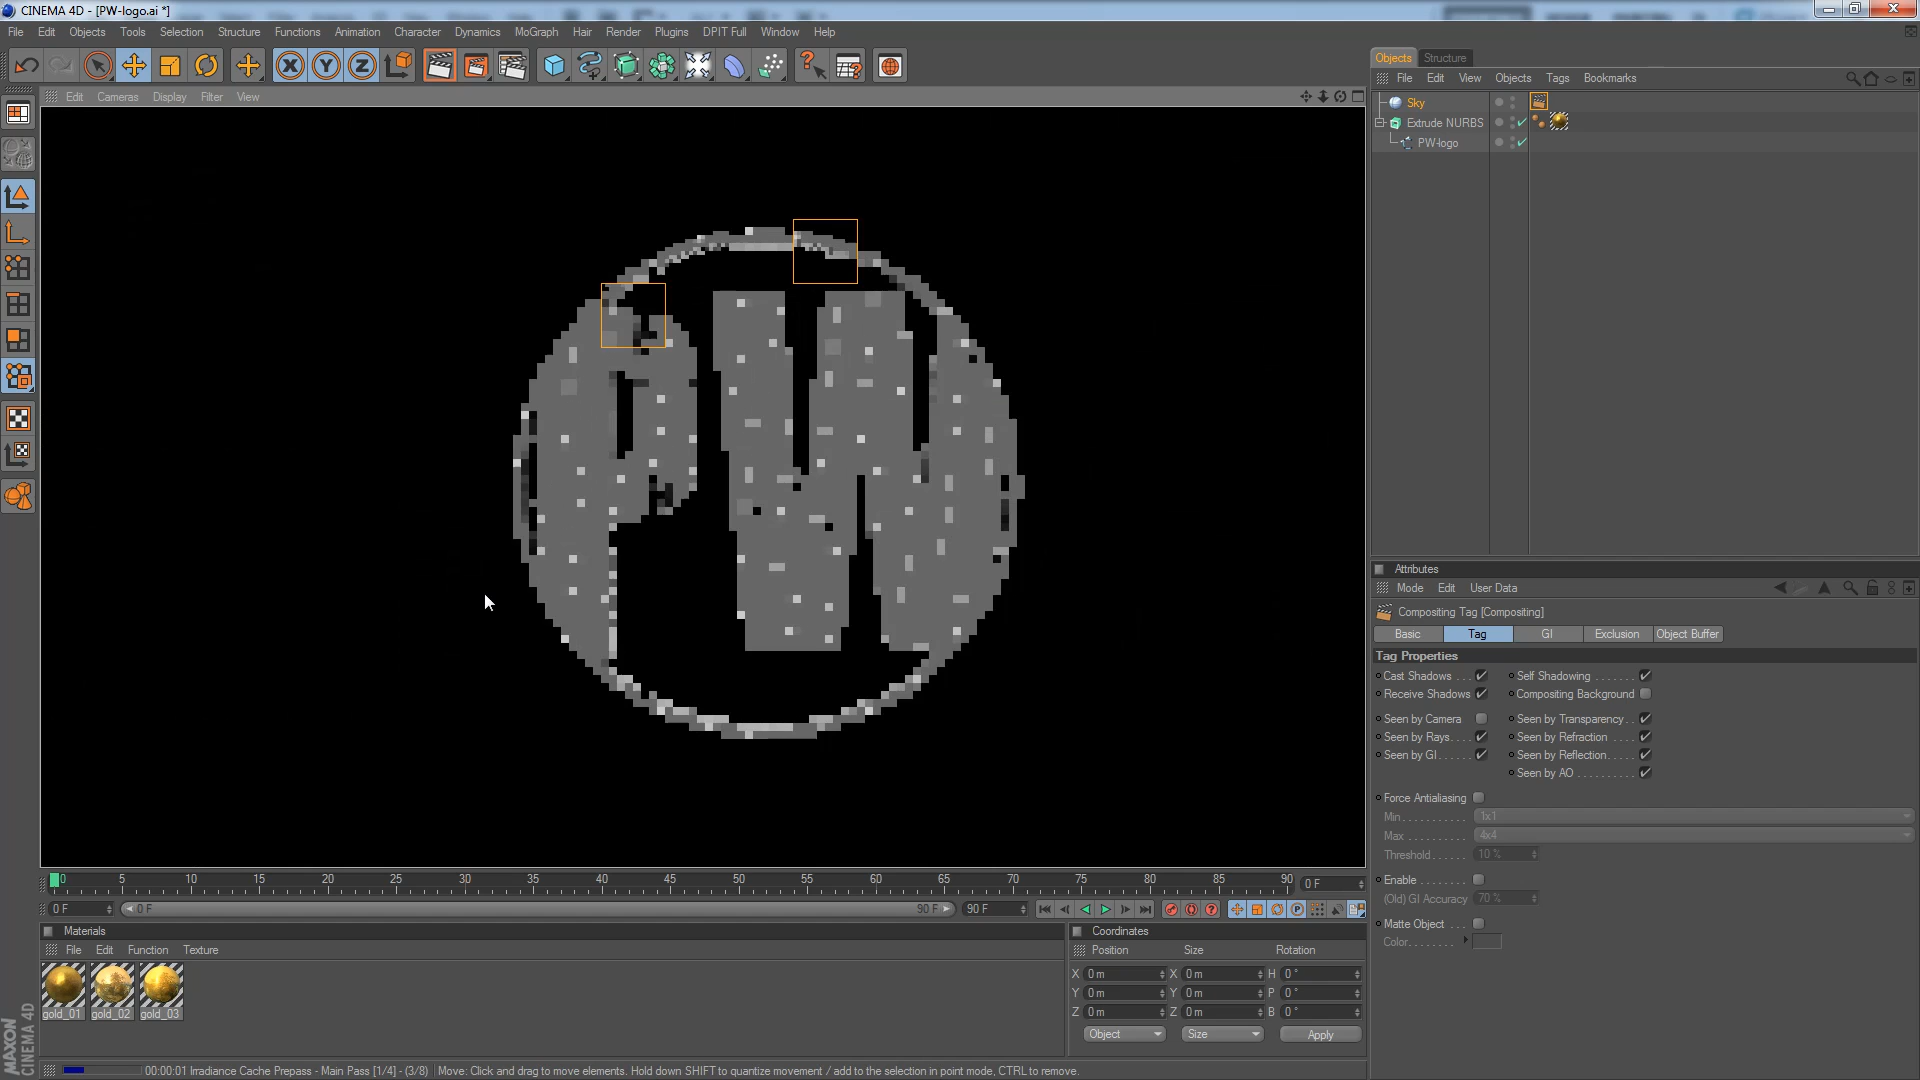 CINEMA 4D - [PW-logo.ai *]
File Edit Objects Tools Selection Structure Functions Animation Character Dynamics MoGraph Hair Render Plugins DPIT Full Window Help
Objects Structure
File Edit View Objects Tags Bookmarks
Edit Cameras Display Filter View
Sky
Extrude NURBS
PW-logo
Attributes
Mode Edit User Data
Compositing Tag [Compositing]
Basic Tag GI Exclusion Object Buffer
Tag Properties
Cast Shadows Self Shadowing
Receive Shadows Compositing Background
Seen by Camera Seen by Transparency
Seen by Rays Seen by Refraction
Seen by GI Seen by Reflection
Seen by AO
Force Antialiasing
Min 1x1
Max 4x4
Threshold 10 %
Enable
(Old) GI Accuracy 70 %
Matte Object
Color
0 5 10 15 20 25 30 35 40 45 50 55 60 65 70 75 80 85 90 0 F
0 F 0 F 90 F 90 F
Materials
File Edit Function Texture
gold_01 gold_02 gold_03
Coordinates
Position Size Rotation
X 0 m X 0 m H 0 °
Y 0 m Y 0 m P 0 °
Z 0 m Z 0 m B 0 °
Object Size Apply
MAXON
CINEMA 4D
00:00:01 Irradiance Cache Prepass - Main Pass [1/4] - (3/8) Move: Click and drag to move elements. Hold down SHIFT to quantize movement / add to the selection in point mode, CTRL to remove.